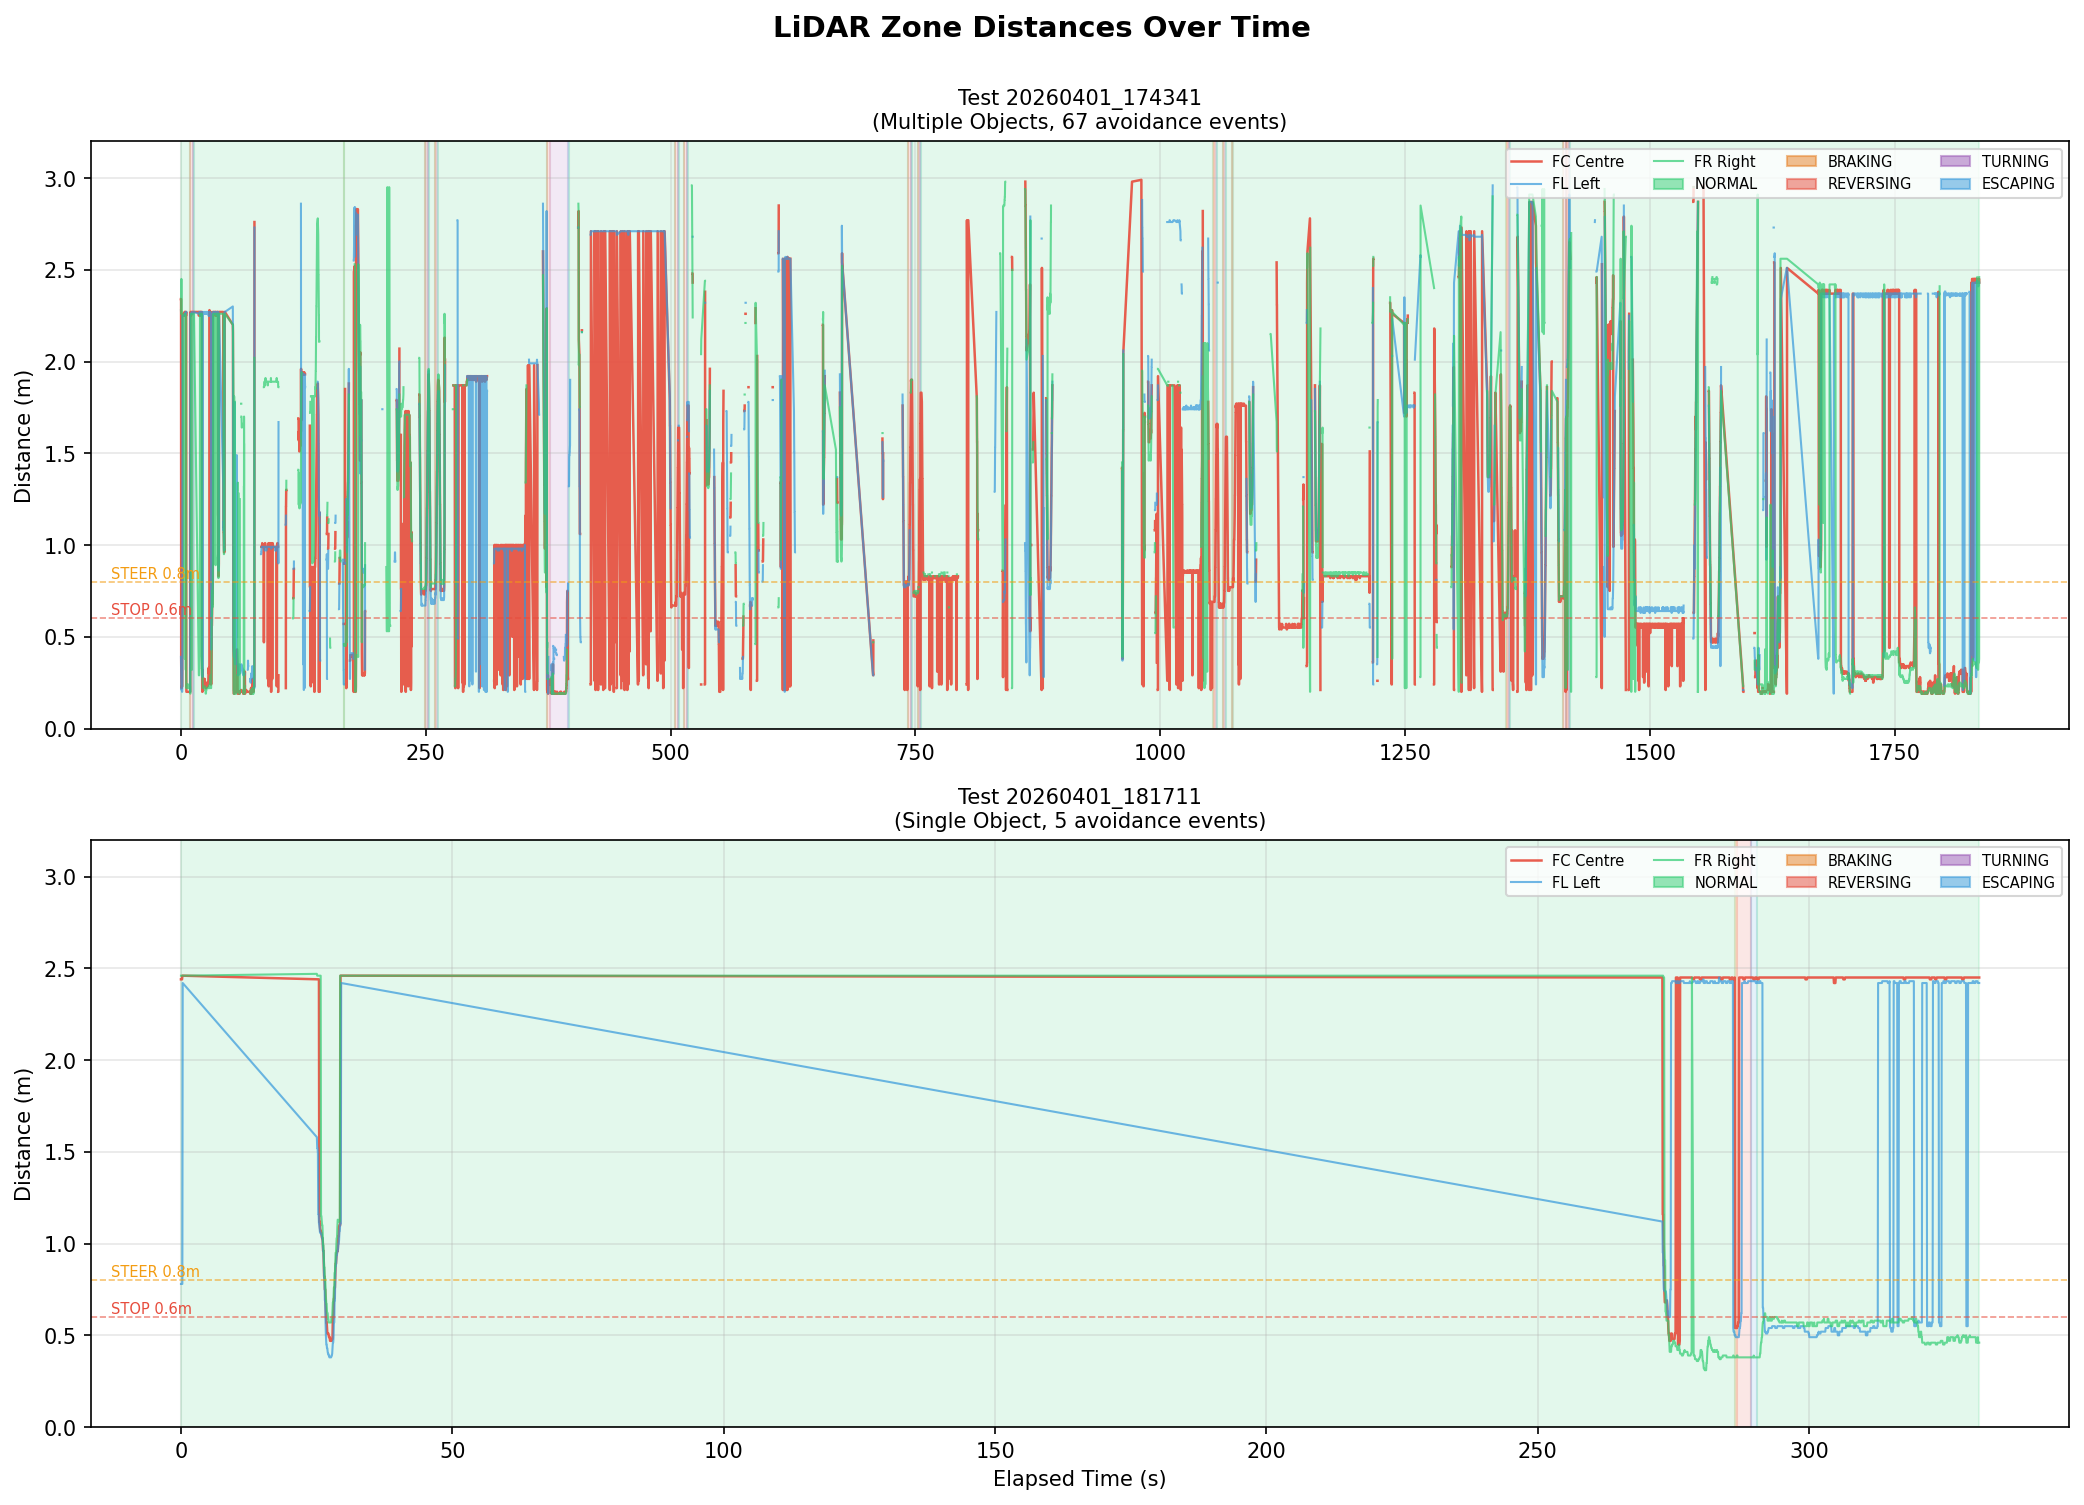 LiDAR Zone Distances Over Time
Test 20260401_174341
(Multiple Objects, 67 avoidance events)
FC Centre FR Right BRAKING TURNING
FL Left NORMAL REVERSING ESCAPING
Distance (m)
3.0
2.5
2.0
1.5
1.0
0.5
0.0
STEER 0.8m
STOP 0.6m
0 250 500 750 1000 1250 1500 1750
Test 20260401_181711
(Single Object, 5 avoidance events)
FC Centre FR Right BRAKING TURNING
FL Left NORMAL REVERSING ESCAPING
Distance (m)
3.0
2.5
2.0
1.5
1.0
0.5
0.0
STEER 0.8m
STOP 0.6m
0 50 100 150 200 250 300
Elapsed Time (s)